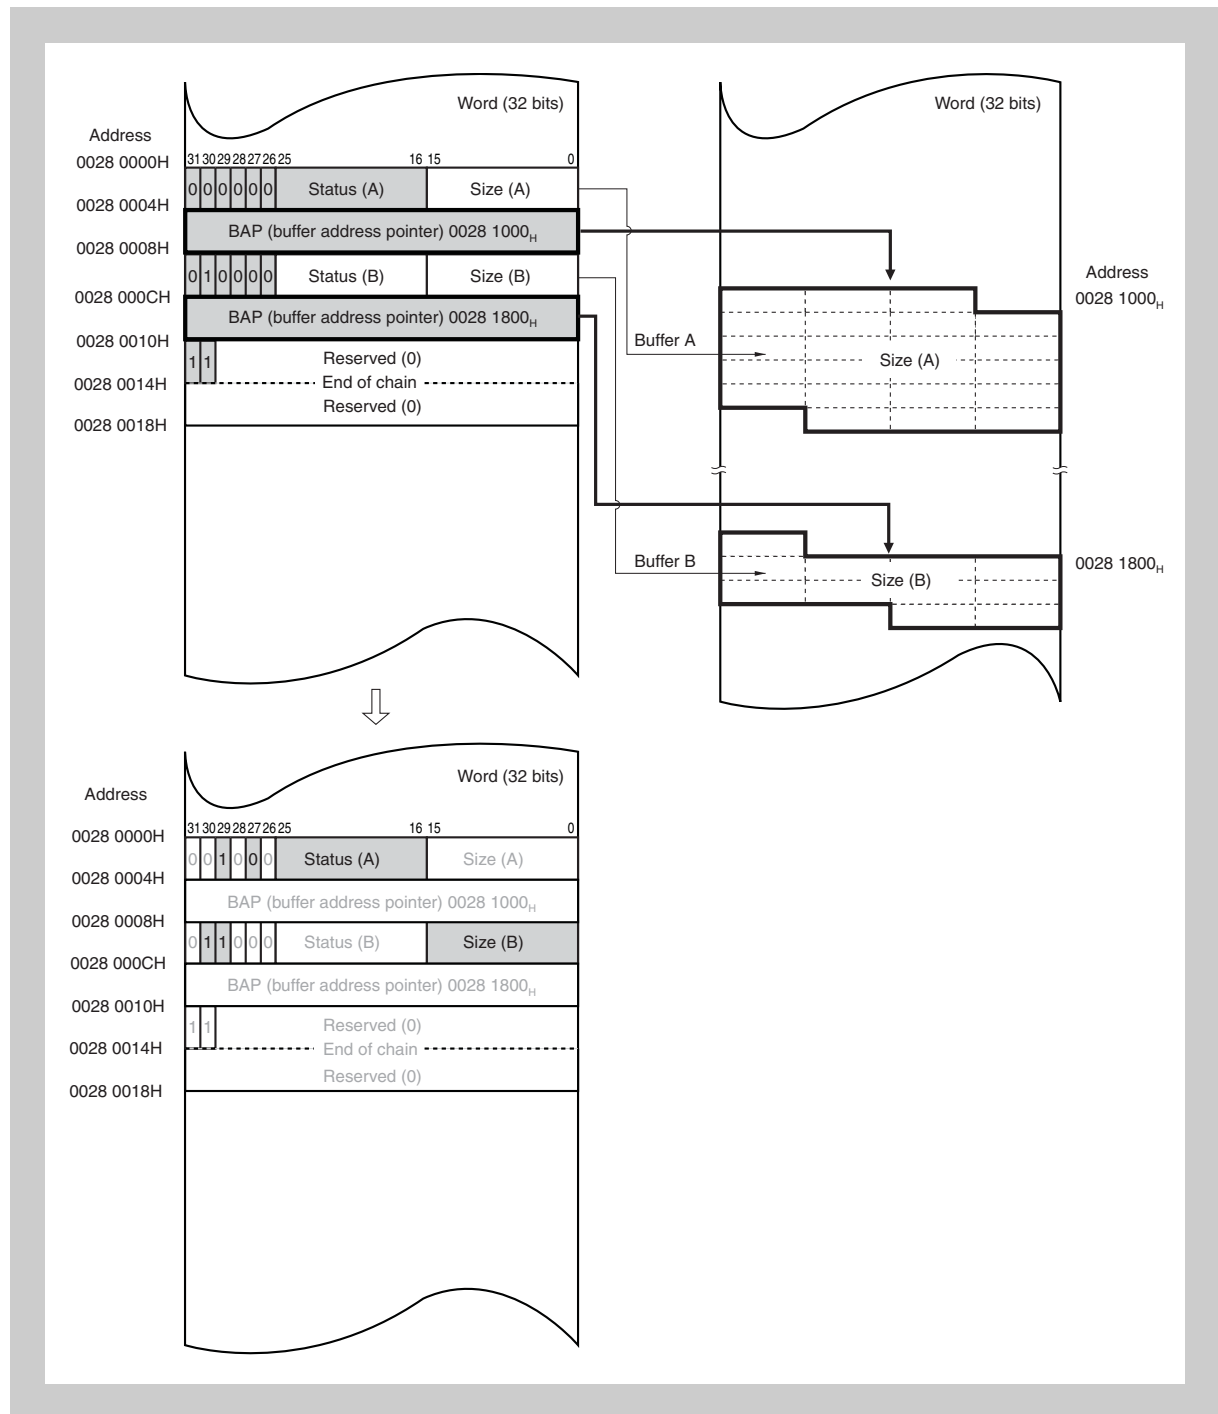 Word (32 bits)
Word (32 bits)
Address
0028 0000H
31 30 29 28 27 26 25 16 15 0
0 0 0 0 0 0 Status (A) Size (A)
0028 0004H
BAP (buffer address pointer) 0028 1000H
0028 0008H
0 1 0 0 0 0 Status (B) Size (B)
Address
0028 000CH
0028 1000H
BAP (buffer address pointer) 0028 1800H
0028 0010H
Buffer A
1 1 Reserved (0)
Size (A)
0028 0014H
End of chain
Reserved (0)
0028 0018H
Buffer B
0028 1800H
Size (B)
Word (32 bits)
Address
0028 0000H
31 30 29 28 27 26 25 16 15 0
0 0 1 0 0 0 Status (A) Size (A)
0028 0004H
BAP (buffer address pointer) 0028 1000H
0028 0008H
0 1 1 0 0 0 Status (B) Size (B)
0028 000CH
BAP (buffer address pointer) 0028 1800H
0028 0010H
1 1 Reserved (0)
0028 0014H
End of chain
Reserved (0)
0028 0018H